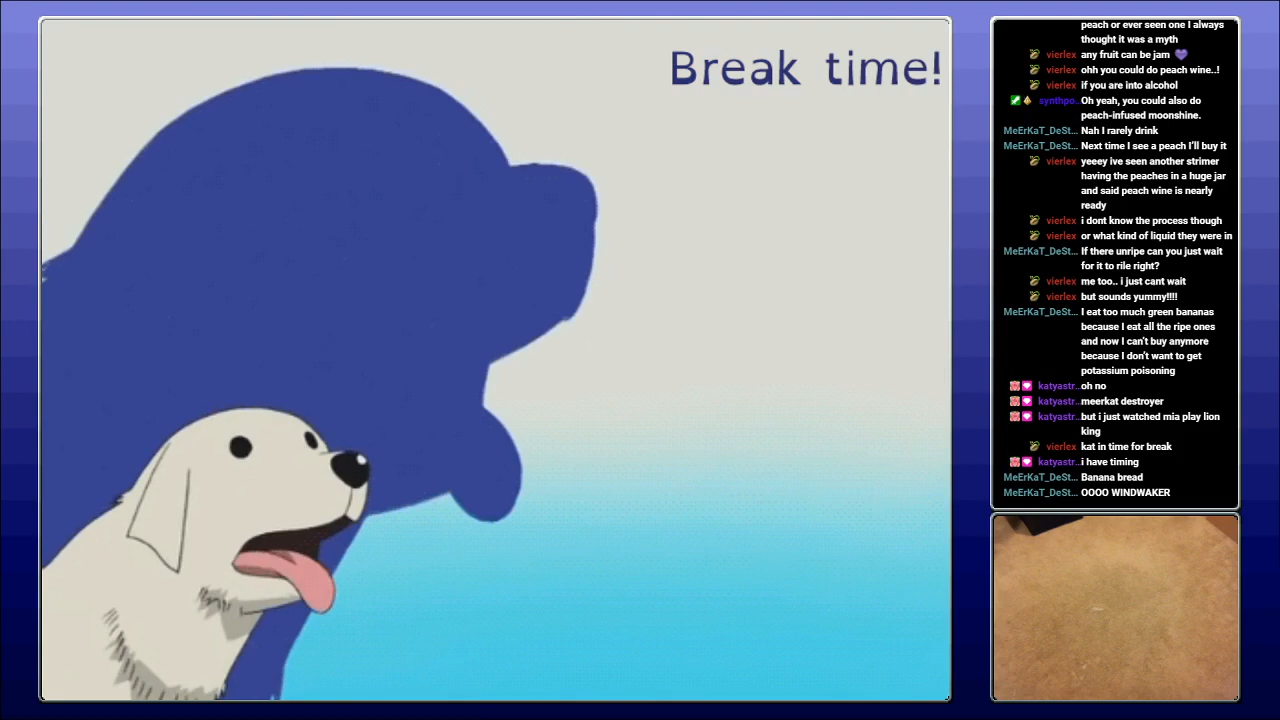 Break time!
peach or ever seen one I always
thought it was a myth
vierlex any fruit can be jam 💜
vierlex ohh you could do peach wine..!
vierlex if you are into alcohol
synthpo.. Oh yeah, you could also do
peach-infused moonshine.
MeErKaT_DeSt... Nah I rarely drink
MeErKaT_DeSt... Next time I see a peach I'll buy it
vierlex yeeey ive seen another strimer
having the peaches in a huge jar
and said peach wine is nearly
ready
vierlex i dont know the process though
vierlex or what kind of liquid they were in
MeErKaT_DeSt... If there unripe can you just wait
for it to rile right?
vierlex me too.. i just cant wait
vierlex but sounds yummy!!!!
MeErKaT_DeSt... I eat too much green bananas
because I eat all the ripe ones
and now I can't buy anymore
because I don't want to get
potassium poisoning
katyastr.. oh no
katyastr.. meerkat destroyer
katyastr.. but i just watched mia play lion
king
vierlex kat in time for break
katyastr.. i have timing
MeErKaT_DeSt... Banana bread
MeErKaT_DeSt... OOOO WINDWAKER